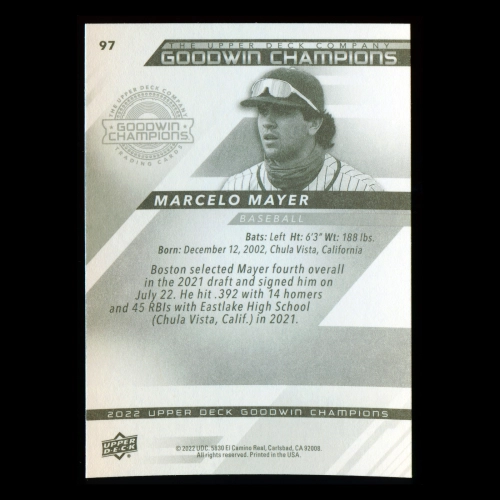 97
THE UPPER DECK COMPANY
GOODWIN CHAMPIONS
THE UPPER DECK COMPANY
GOODWIN
CHAMPIONS
TRADING CARDS
MARCELO MAYER
BASEBALL
Bats: Left Ht: 6'3" Wt: 188 lbs.
Born: December 12, 2002, Chula Vista, California
Boston selected Mayer fourth overall
in the 2021 draft and signed him on
July 22. He hit .392 with 14 homers
and 45 RBIs with Eastlake High School
(Chula Vista, Calif.) in 2021.
2022 UPPER DECK GOODWIN CHAMPIONS
UPPER
DECK
© 2022 UDC. 5830 El Camino Real, Carlsbad, CA 92008.
All rights reserved. Printed in the USA.